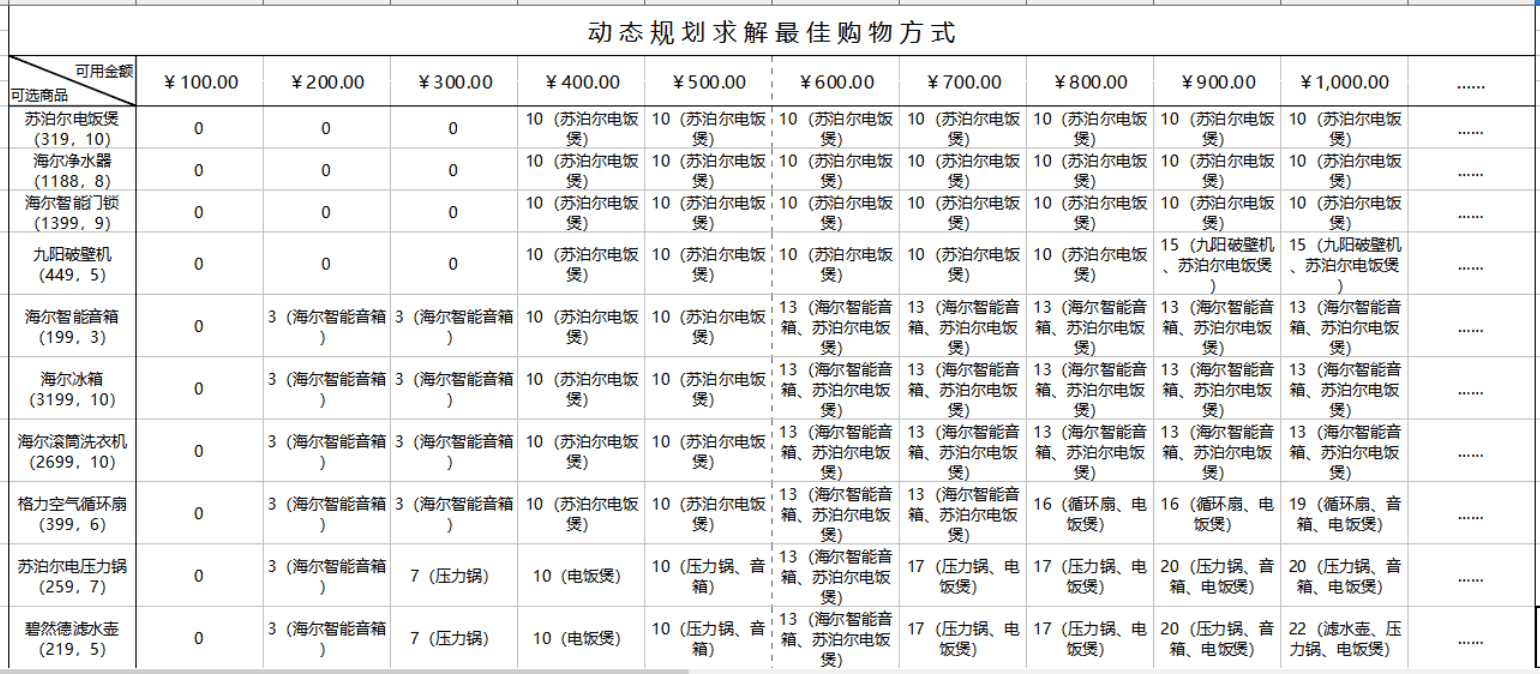 动态规划求解最佳购物方式
可用金额
可选商品 ￥100.00 ￥200.00 ￥300.00 ￥400.00 ￥500.00 ￥600.00 ￥700.00 ￥800.00 ￥900.00 ￥1,000.00 ……
苏泊尔电饭煲(319，10) 0 0 0 10（苏泊尔电饭煲) 10（苏泊尔电饭煲) 10（苏泊尔电饭煲) 10（苏泊尔电饭煲) 10（苏泊尔电饭煲) 10（苏泊尔电饭煲) 10（苏泊尔电饭煲) ……
海尔净水器(1188，8) 0 0 0 10（苏泊尔电饭煲) 10（苏泊尔电饭煲) 10（苏泊尔电饭煲) 10（苏泊尔电饭煲) 10（苏泊尔电饭煲) 10（苏泊尔电饭煲) 10（苏泊尔电饭煲) ……
海尔智能门锁(1399，9) 0 0 0 10（苏泊尔电饭煲) 10（苏泊尔电饭煲) 10（苏泊尔电饭煲) 10（苏泊尔电饭煲) 10（苏泊尔电饭煲) 10（苏泊尔电饭煲) 10（苏泊尔电饭煲) ……
九阳破壁机(449，5) 0 0 0 10（苏泊尔电饭煲) 10（苏泊尔电饭煲) 10（苏泊尔电饭煲) 10（苏泊尔电饭煲) 10（苏泊尔电饭煲) 15（九阳破壁机、苏泊尔电饭煲) 15（九阳破壁机、苏泊尔电饭煲) ……
海尔智能音箱(199，3) 0 3（海尔智能音箱) 3（海尔智能音箱) 10（苏泊尔电饭煲) 10（苏泊尔电饭煲) 13（海尔智能音箱、苏泊尔电饭煲) 13（海尔智能音箱、苏泊尔电饭煲) 13（海尔智能音箱、苏泊尔电饭煲) 13（海尔智能音箱、苏泊尔电饭煲) 13（海尔智能音箱、苏泊尔电饭煲) ……
海尔冰箱(3199，10) 0 3（海尔智能音箱) 3（海尔智能音箱) 10（苏泊尔电饭煲) 10（苏泊尔电饭煲) 13（海尔智能音箱、苏泊尔电饭煲) 13（海尔智能音箱、苏泊尔电饭煲) 13（海尔智能音箱、苏泊尔电饭煲) 13（海尔智能音箱、苏泊尔电饭煲) 13（海尔智能音箱、苏泊尔电饭煲) ……
海尔滚筒洗衣机(2699，10) 0 3（海尔智能音箱) 3（海尔智能音箱) 10（苏泊尔电饭煲) 10（苏泊尔电饭煲) 13（海尔智能音箱、苏泊尔电饭煲) 13（海尔智能音箱、苏泊尔电饭煲) 13（海尔智能音箱、苏泊尔电饭煲) 13（海尔智能音箱、苏泊尔电饭煲) 13（海尔智能音箱、苏泊尔电饭煲) ……
格力空气循环扇(399，6) 0 3（海尔智能音箱) 3（海尔智能音箱) 10（苏泊尔电饭煲) 10（苏泊尔电饭煲) 13（海尔智能音箱、苏泊尔电饭煲) 13（海尔智能音箱、苏泊尔电饭煲) 16（循环扇、电饭煲) 16（循环扇、电饭煲) 19（循环扇、音箱、电饭煲) ……
苏泊尔电压力锅(259，7) 0 3（海尔智能音箱) 7（压力锅) 10（电饭煲) 10（压力锅、音箱) 13（海尔智能音箱、苏泊尔电饭煲) 17（压力锅、电饭煲) 17（压力锅、电饭煲) 20（压力锅、音箱、电饭煲) 20（压力锅、音箱、电饭煲) ……
碧然德滤水壶(219，5) 0 3（海尔智能音箱) 7（压力锅) 10（电饭煲) 10（压力锅、音箱) 13（海尔智能音箱、苏泊尔电饭煲) 17（压力锅、电饭煲) 17（压力锅、电饭煲) 20（压力锅、音箱、电饭煲) 22（滤水壶、压力锅、电饭煲) ……